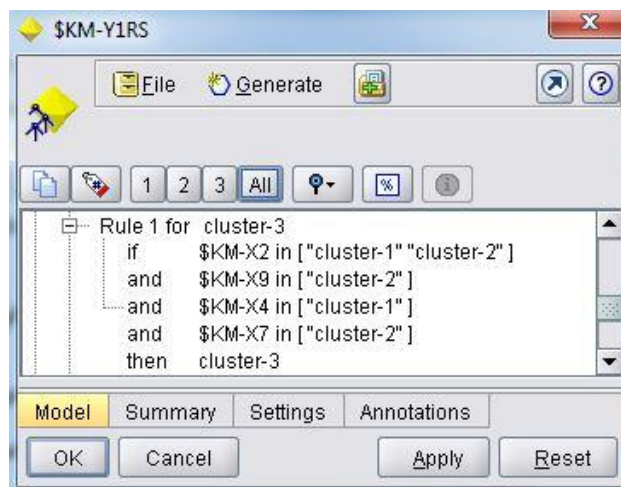 $KM-Y1RS
File Generate
1 2 3 All %
Rule 1 for cluster-3
if $KM-X2 in ["cluster-1" "cluster-2"]
and $KM-X9 in ["cluster-2"]
and $KM-X4 in ["cluster-1"]
and $KM-X7 in ["cluster-2"]
then cluster-3
Model Summary Settings Annotations
OK Cancel Apply Reset